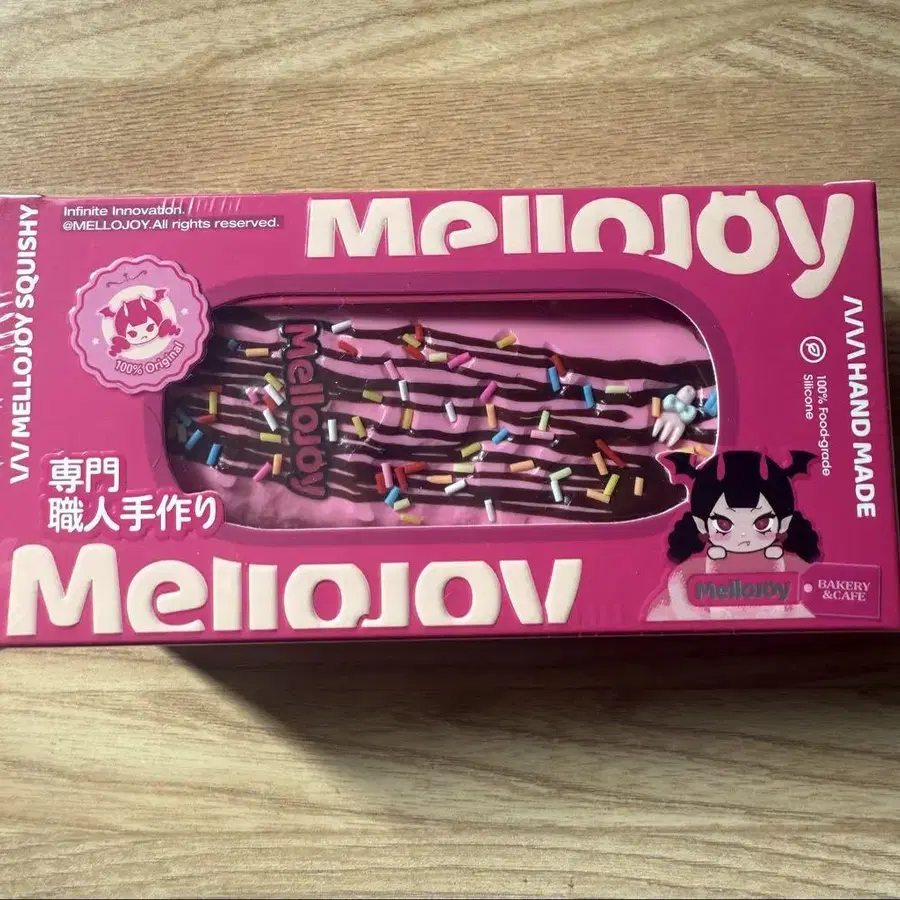 Infinite Innovation.
@MELLOJOY.All rights reserved.
Mellojoy
MELLOJOY SQUISHY
100% Original
Mellojoy
HAND MADE
100% Food-grade
Silicone
専門
職人手作り
Mellojoy
Mellojoy
BAKERY
&CAFE